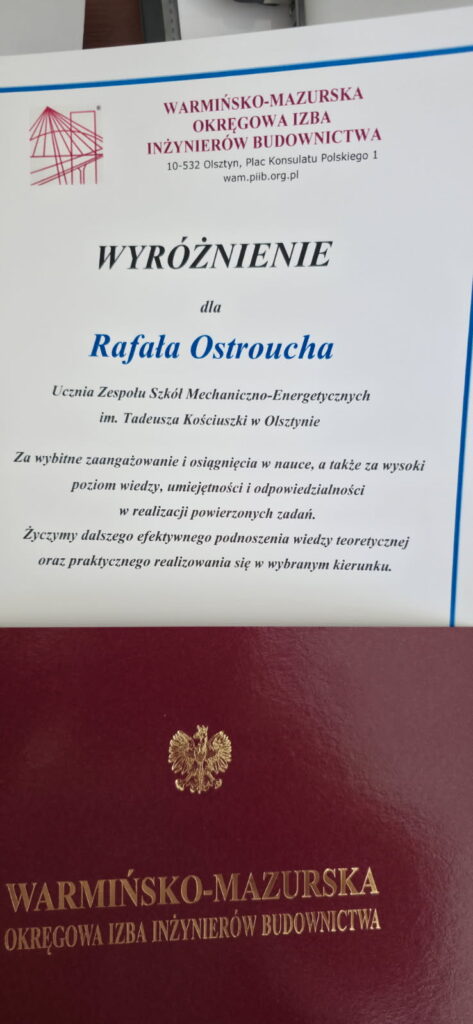 WARMIŃSKO-MAZURSKA
OKRĘGOWA IZBA
INŻYNIERÓW BUDOWNICTWA
10-532 Olsztyn, Plac Konsulatu Polskiego 1
wam.piib.org.pl
®
WYRÓŻNIENIE
dla
Rafała Ostroucha
Ucznia Zespołu Szkół Mechaniczno-Energetycznych
im. Tadeusza Kościuszki w Olsztynie
Za wybitne zaangażowanie i osiągnięcia w nauce, a także za wysoki
poziom wiedzy, umiejętności i odpowiedzialności
w realizacji powierzonych zadań.
Życzymy dalszego efektywnego podnoszenia wiedzy teoretycznej
oraz praktycznego realizowania się w wybranym kierunku.
WARMIŃSKO-MAZURSKA
OKRĘGOWA IZBA INŻYNIERÓW BUDOWNICTWA